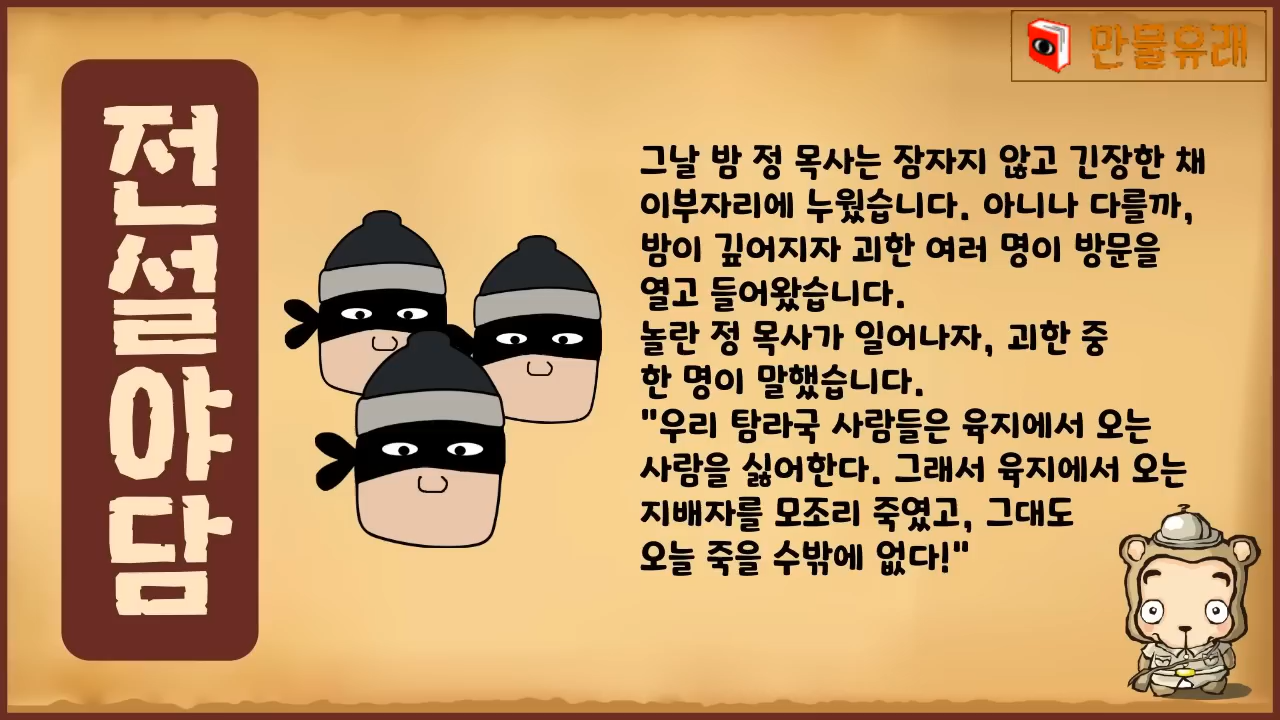 만물유래
전설야담
그날 밤 정 목사는 잠자지 않고 긴장한 채
이부자리에 누웠습니다. 아니나 다를까,
밤이 깊어지자 괴한 여러 명이 방문을
열고 들어왔습니다.
놀란 정 목사가 일어나자, 괴한 중
한 명이 말했습니다.
"우리 탐라국 사람들은 육지에서 오는
사람을 싫어한다. 그래서 육지에서 오는
지배자를 모조리 죽였고, 그대도
오늘 죽을 수밖에 없다!"